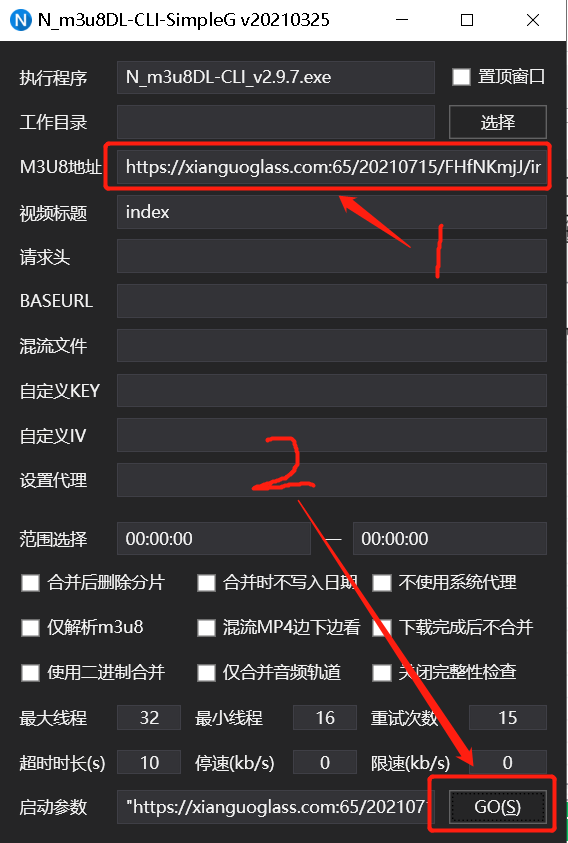 N_m3u8DL-CLI-SimpleG v20210325
执行程序 N_m3u8DL-CLI_v2.9.7.exe 置顶窗口
工作目录 选择
M3U8地址 https://xianguoglass.com:65/20210715/FHfNKmjJ/ir
视频标题 index
1
请求头
BASEURL
混流文件
自定义KEY
自定义IV
2
设置代理
范围选择 00:00:00 — 00:00:00
合并后删除分片 合并时不写入日期 不使用系统代理
仅解析m3u8 混流MP4边下边看 下载完成后不合并
使用二进制合并 仅合并音频轨道 关闭完整性检查
最大线程 32 最小线程 16 重试次数 15
超时时长(s) 10 停速(kb/s) 0 限速(kb/s) 0
启动参数 "https://xianguoglass.com:65/202107 GO(S)